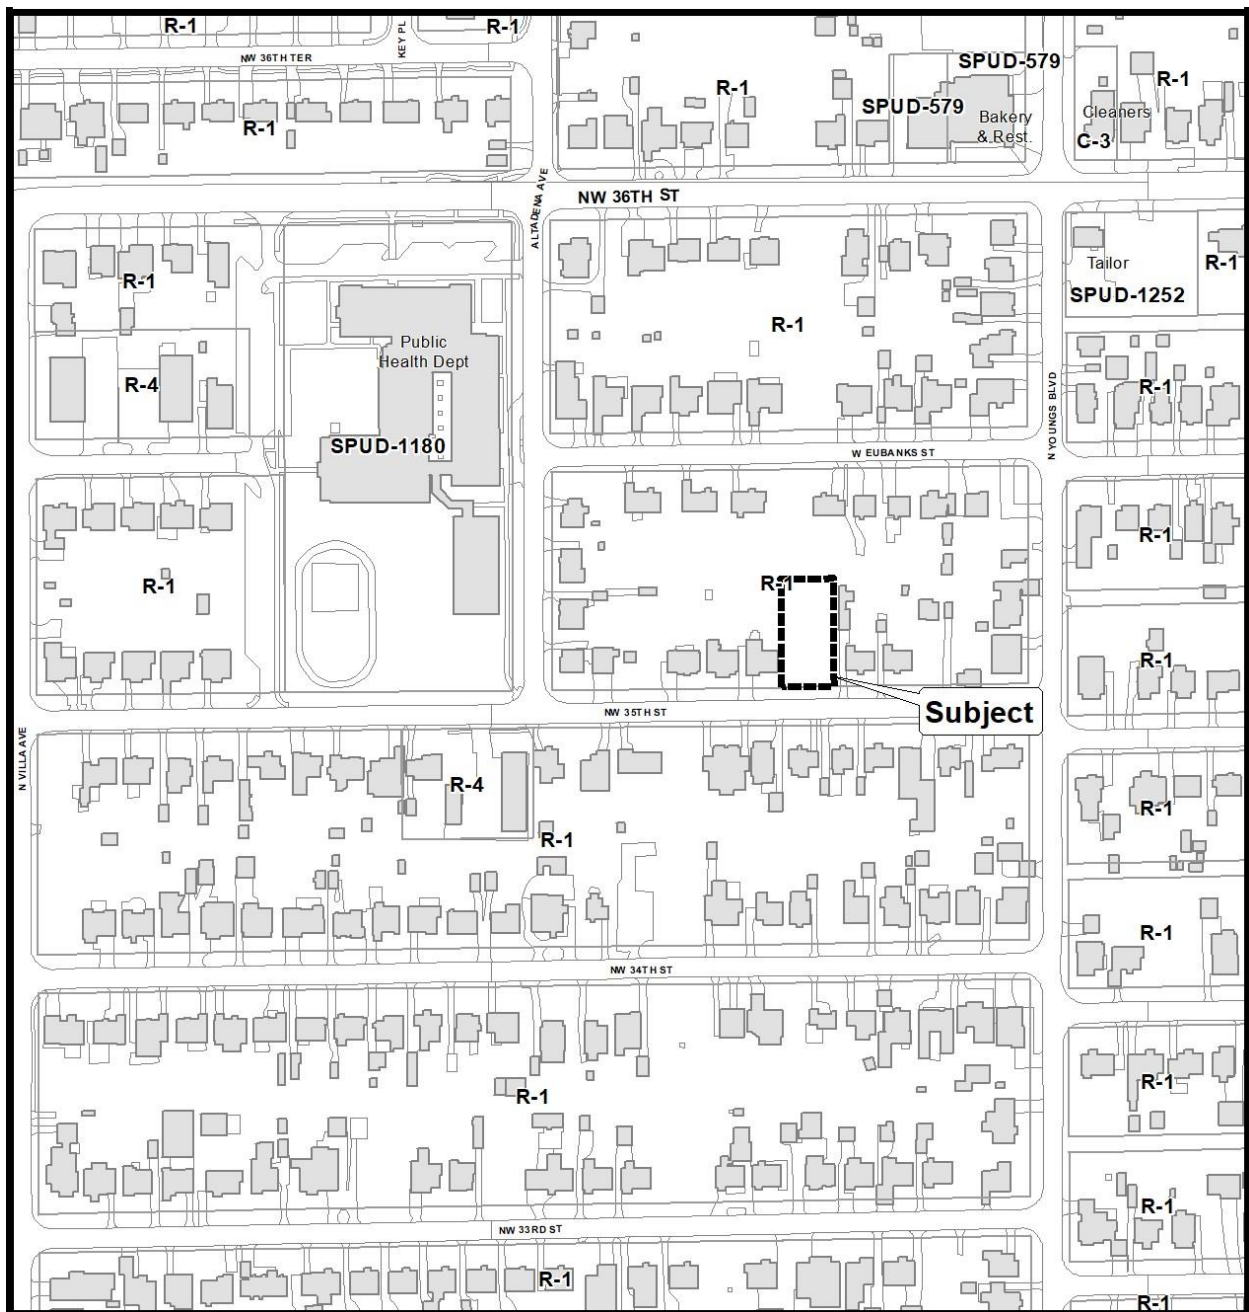 R-1
KEY PL
R-1
NW 36TH TER
SPUD-579
R-1
R-1
SPUD-579
Bakery
& Rest.
Cleaners
C-3
R-1
ALTADENA AVE
NW 36TH ST
R-1
Tailor
R-1
SPUD-1252
R-1
Public
Health Dept
R-4
SPUD-1180
N YOUNGS BLVD
R-1
W EUBANKS ST
R-1
R-1
R-1
R-1
Subject
NW 35TH ST
N VILLA AVE
R-4
R-1
R-1
R-1
NW 34TH ST
R-1
R-1
R-1
NW 33RD ST
R-1
R-1